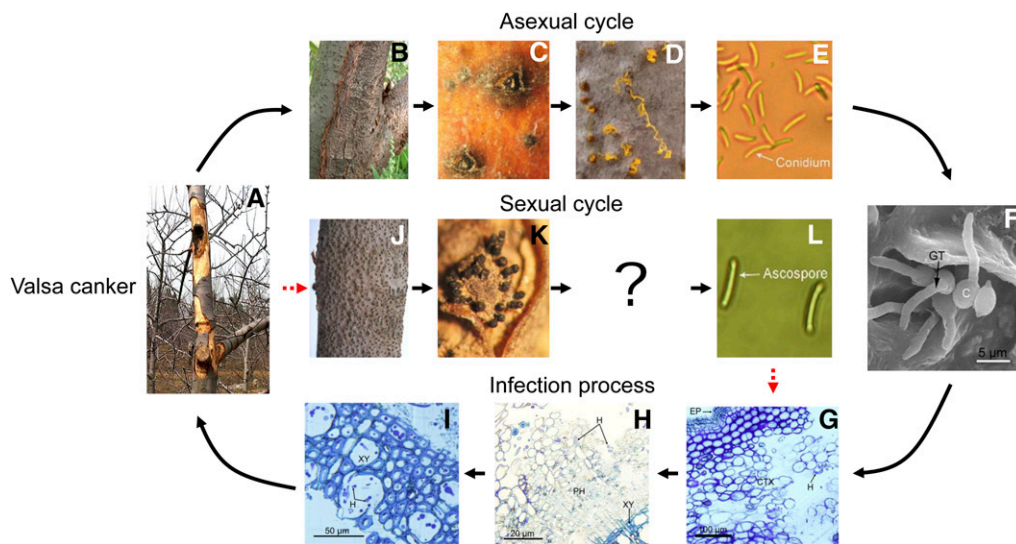 Asexual cycle
B
C
D
E
Conidium
A
Sexual cycle
J
K
?
L
Ascospore
F
GT
C
5 µm
Valsa canker
Infection process
I
XY
H
50 µm
H
H
PH
XY
20 µm
G
EP
CTX
H
100 µm